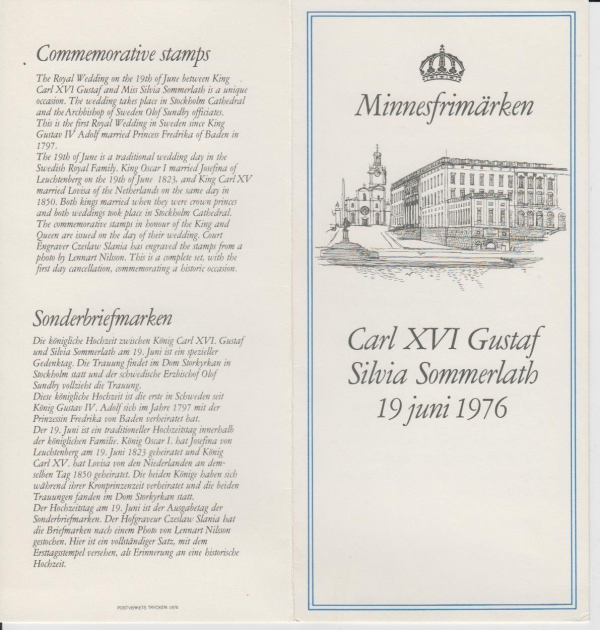 Commemorative stamps
The Royal Wedding on the 19th of June between King
Carl XVI Gustaf and Miss Silvia Sommerlath is a unique
occasion. The wedding takes place in Stockholm Cathedral
and the Archbishop of Sweden Olof Sundby officiates.
This is the first Royal Wedding in Sweden since King
Gustav IV Adolf married Princess Fredrika of Baden in
1797.
The 19th of June is a traditional wedding day in the
Swedish Royal Family. King Oscar I married Josefina of
Leuchtenberg on the 19th of June 1823, and King Carl XV
married Lovisa of the Netherlands on the same day in
1850. Both kings married when they were crown princes
and both weddings took place in Stockholm Cathedral.
The commemorative stamps in honour of the King and
Queen are issued on the day of their wedding. Court
Engraver Czeslaw Slania has engraved the stamps from a
photo by Lennart Nilsson. This is a complete set, with the
first day cancellation, commemorating a historic occasion.
Sonderbriefmarken
Die königliche Hochzeit zwischen König Carl XVI. Gustaf
und Silvia Sommerlath am 19. Juni ist ein spezieller
Gedenktag. Die Trauung findet im Dom Storkyrkan in
Stockholm statt und der schwedische Erzbischof Olof
Sundby vollzieht die Trauung.
Diese königliche Hochzeit ist die erste in Schweden seit
König Gustav IV. Adolf sich im Jahre 1797 mit der
Prinzessin Fredrika von Baden verheiratet hat.
Der 19. Juni ist ein traditioneller Hochzeitstag innerhalb
der königlichen Familie. König Oscar I. hat Josefina von
Leuchtenberg am 19. Juni 1823 geheiratet und König
Carl XV. hat Lovisa von den Niederlanden an dem-
selben Tag 1850 geheiratet. Die beiden Könige haben sich
während ihrer Kronprinzenzeit verheiratet und die beiden
Trauungen fanden im Dom Storkyrkan statt.
Der Hochzeitstag am 19. Juni ist der Ausgabetag der
Sonderbriefmarken. Der Hofgraveur Czeslaw Slania hat
die Briefmarken nach einem Photo von Lennart Nilsson
gestochen. Hier ist ein vollständiger Satz, mit dem
Ersttagsstempel versehen, als Erinnerung an eine historische
Hochzeit.
POSTVERKETS TRYCKERI 1976
Minnesfrimärken
Carl XVI Gustaf
Silvia Sommerlath
19 juni 1976